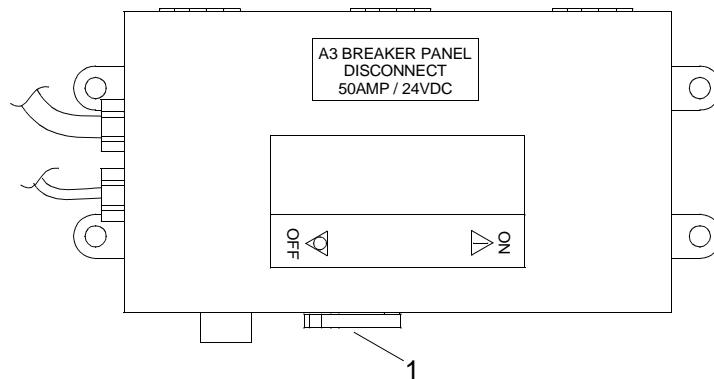 A3 BREAKER PANEL
DISCONNECT
50AMP / 24VDC
OFF
ON
1